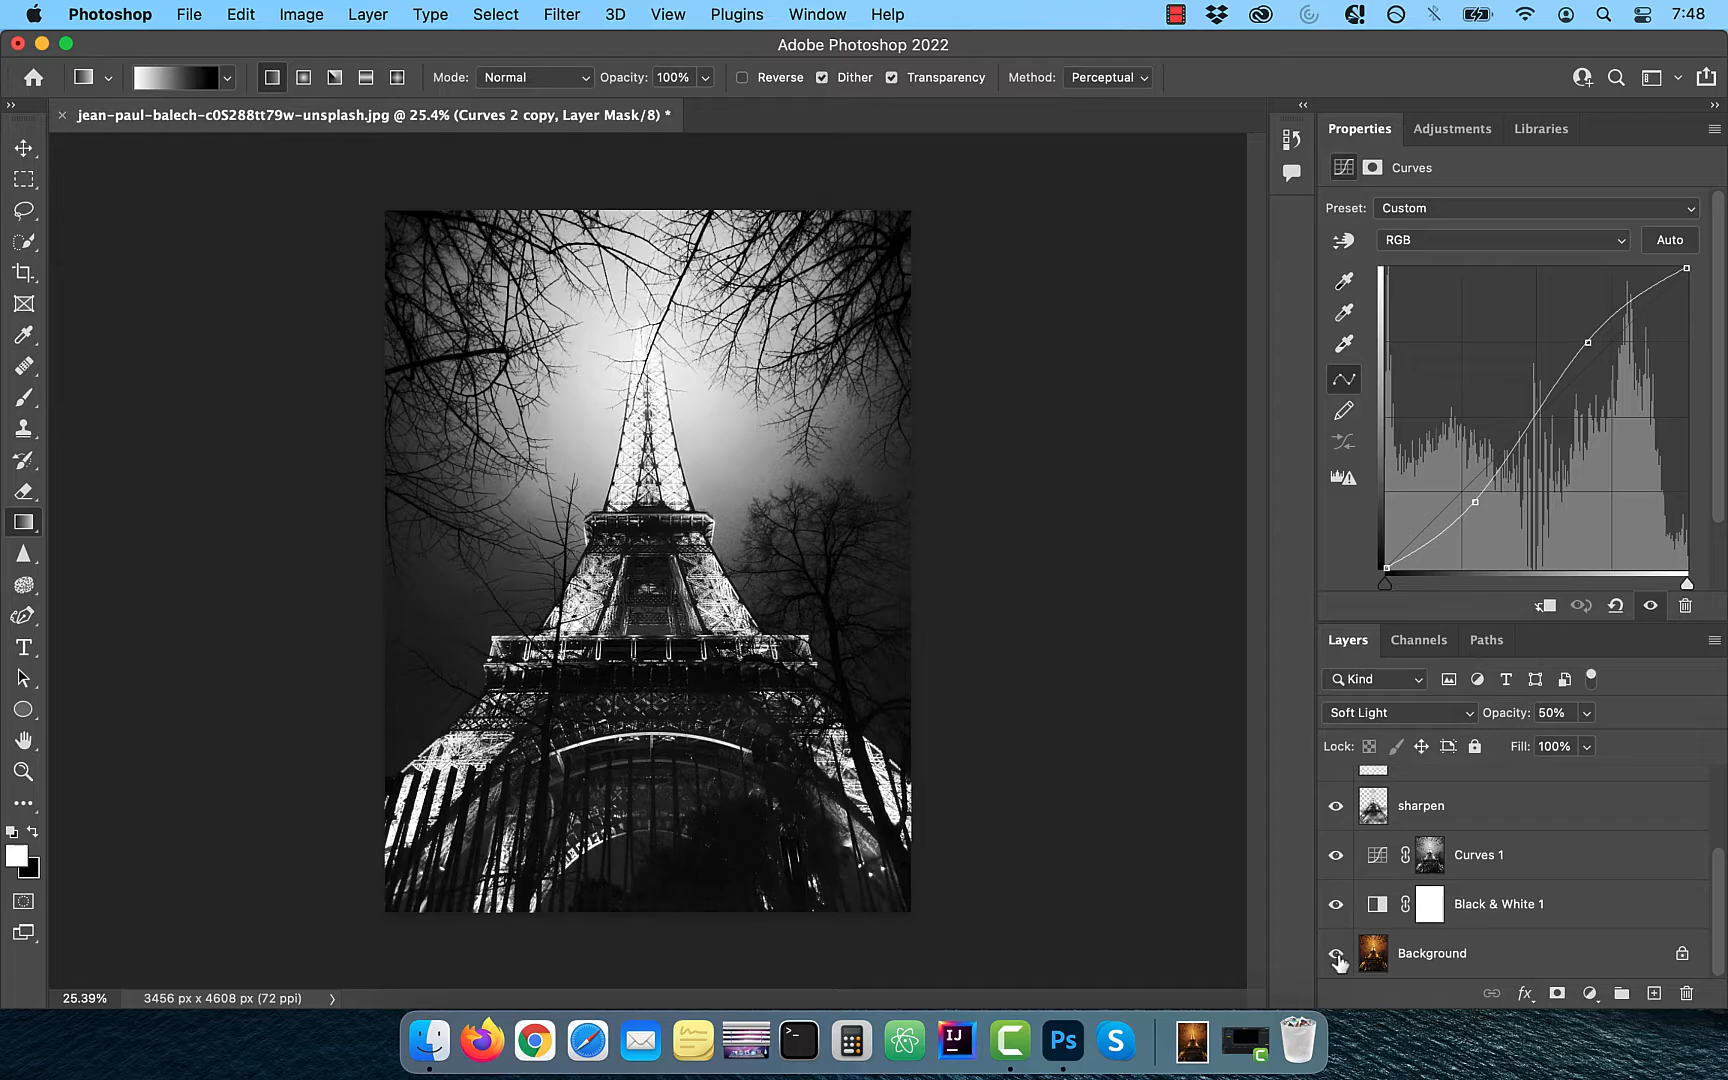 Photoshop File Edit Image Layer Type Select Filter 3D View Plugins Window Help 7:48
Adobe Photoshop 2022
Mode: Normal Opacity: 100% Reverse Dither Transparency Method: Perceptual
jean-paul-balech-c0S288tt79w-unsplash.jpg @ 25.4% (Curves 2 copy, Layer Mask/8) *
Properties Adjustments Libraries
Curves
Preset: Custom
RGB Auto
Layers Channels Paths
Kind
Soft Light Opacity: 50%
Lock: Fill: 100%
sharpen
Curves 1
Black & White 1
Background
25.39% 3456 px x 4608 px (72 ppi)
fx
IJ
Ps